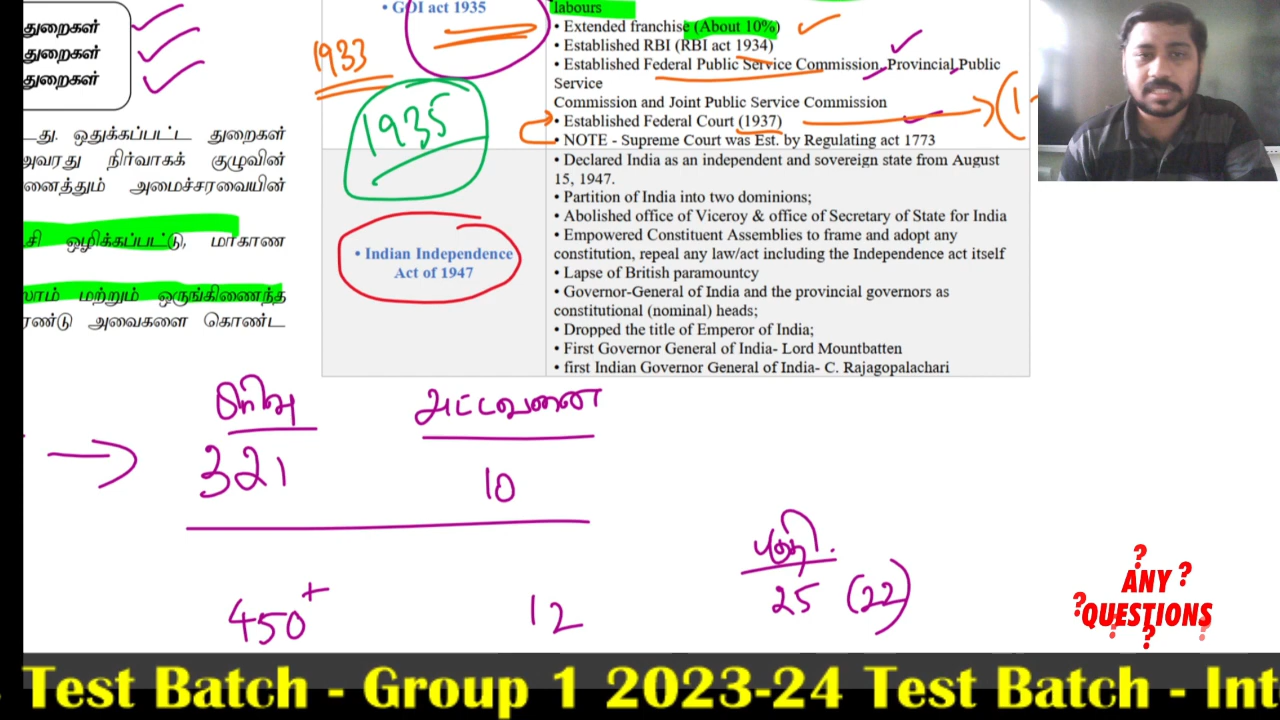 துறைகள்
துறைகள்
துறைகள்
டது. ஒதுக்கப்பட்ட துறைகள்
அவரது நிர்வாகக் குழுவின்
னைத்தும் அமைச்சரவையின்
சி ஒழிக்கப்பட்டு, மாகாண
லாம் மற்றும் ஒருங்கிணைந்த
ரண்டு அவைகளை கொண்ட
• GOI act 1935
1933
1935
labours
• Extended franchise (About 10%)
• Established RBI (RBI act 1934)
• Established Federal Public Service Commission, Provincial Public
Service
Commission and Joint Public Service Commission
• Established Federal Court (1937)
• NOTE - Supreme Court was Est. by Regulating act 1773
• Indian Independence
Act of 1947
• Declared India as an independent and sovereign state from August
15, 1947.
• Partition of India into two dominions;
• Abolished office of Viceroy & office of Secretary of State for India
• Empowered Constituent Assemblies to frame and adopt any
constitution, repeal any law/act including the Independence act itself
• Lapse of British paramountcy
• Governor-General of India and the provincial governors as
constitutional (nominal) heads;
• Dropped the title of Emperor of India;
• First Governor General of India- Lord Mountbatten
• first Indian Governor General of India- C. Rajagopalachari
பிரிவு அட்டவணை
321 10
பகுதி.
25 (22)
450+ 12
ANY
QUESTIONS
Test Batch - Group 1 2023-24 Test Batch - Int